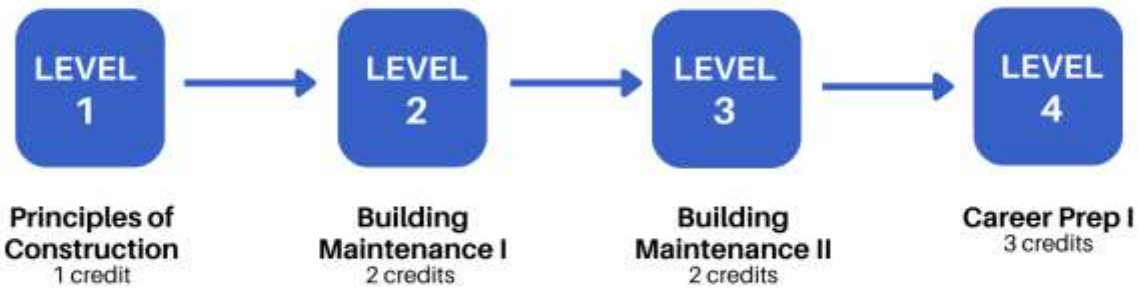 LEVEL
1
LEVEL
2
LEVEL
3
LEVEL
4
Principles of
Construction
1 credit
Building
Maintenance I
2 credits
Building
Maintenance II
2 credits
Career Prep I
3 credits